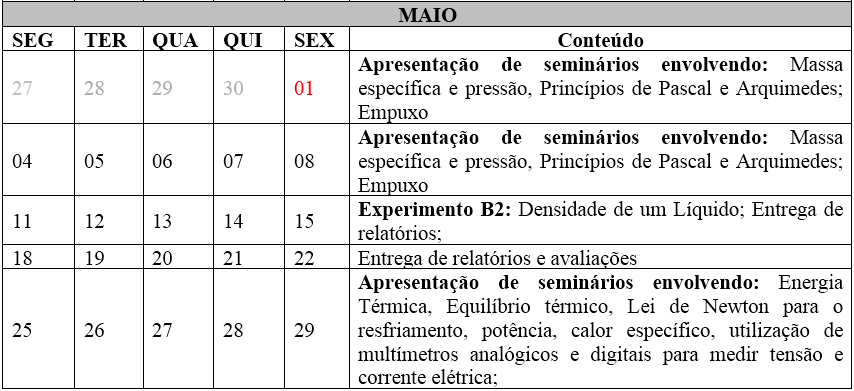 MAIO
SEG TER QUA QUI SEX Conteúdo
27 28 29 30 01 Apresentação de seminários envolvendo: Massa
específica e pressão, Princípios de Pascal e Arquimedes;
Empuxo
04 05 06 07 08 Apresentação de seminários envolvendo: Massa
específica e pressão, Princípios de Pascal e Arquimedes;
Empuxo
11 12 13 14 15 Experimento B2: Densidade de um Líquido; Entrega de
relatórios;
18 19 20 21 22 Entrega de relatórios e avaliações
25 26 27 28 29 Apresentação de seminários envolvendo: Energia
Térmica, Equilíbrio térmico, Lei de Newton para o
resfriamento, potência, calor específico, utilização de
multímetros analógicos e digitais para medir tensão e
corrente elétrica;